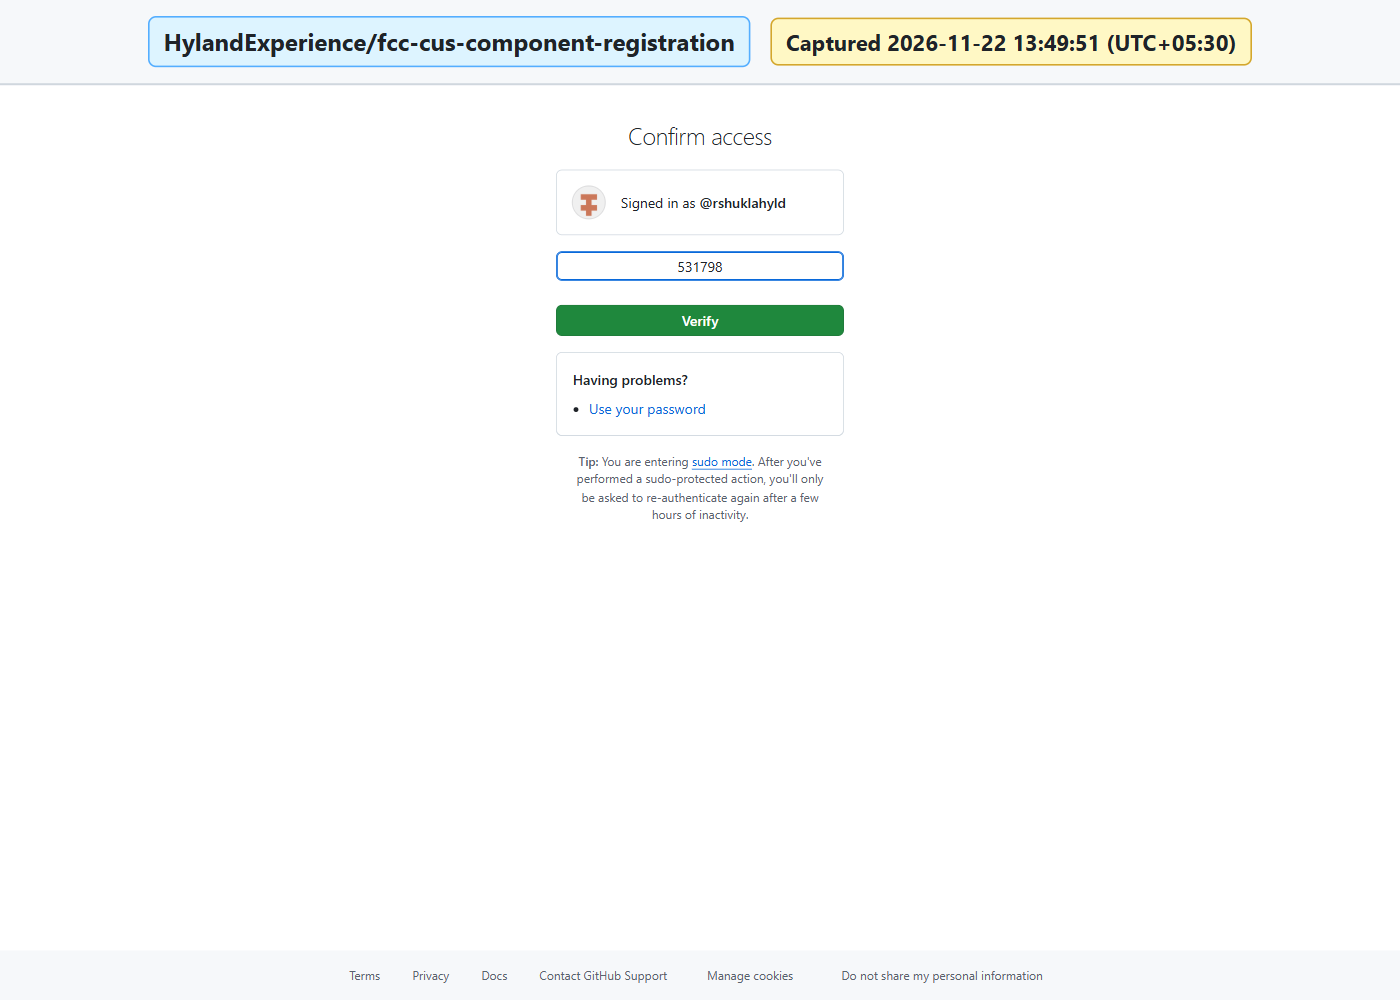 HylandExperience/fcc-cus-component-registration
Captured 2026-11-22 13:49:51 (UTC+05:30)
Confirm access
Signed in as @rshuklahyld
531798
Verify
Having problems?
• Use your password
Tip: You are entering sudo mode. After you've
performed a sudo-protected action, you'll only
be asked to re-authenticate again after a few
hours of inactivity.
Terms Privacy Docs Contact GitHub Support Manage cookies Do not share my personal information